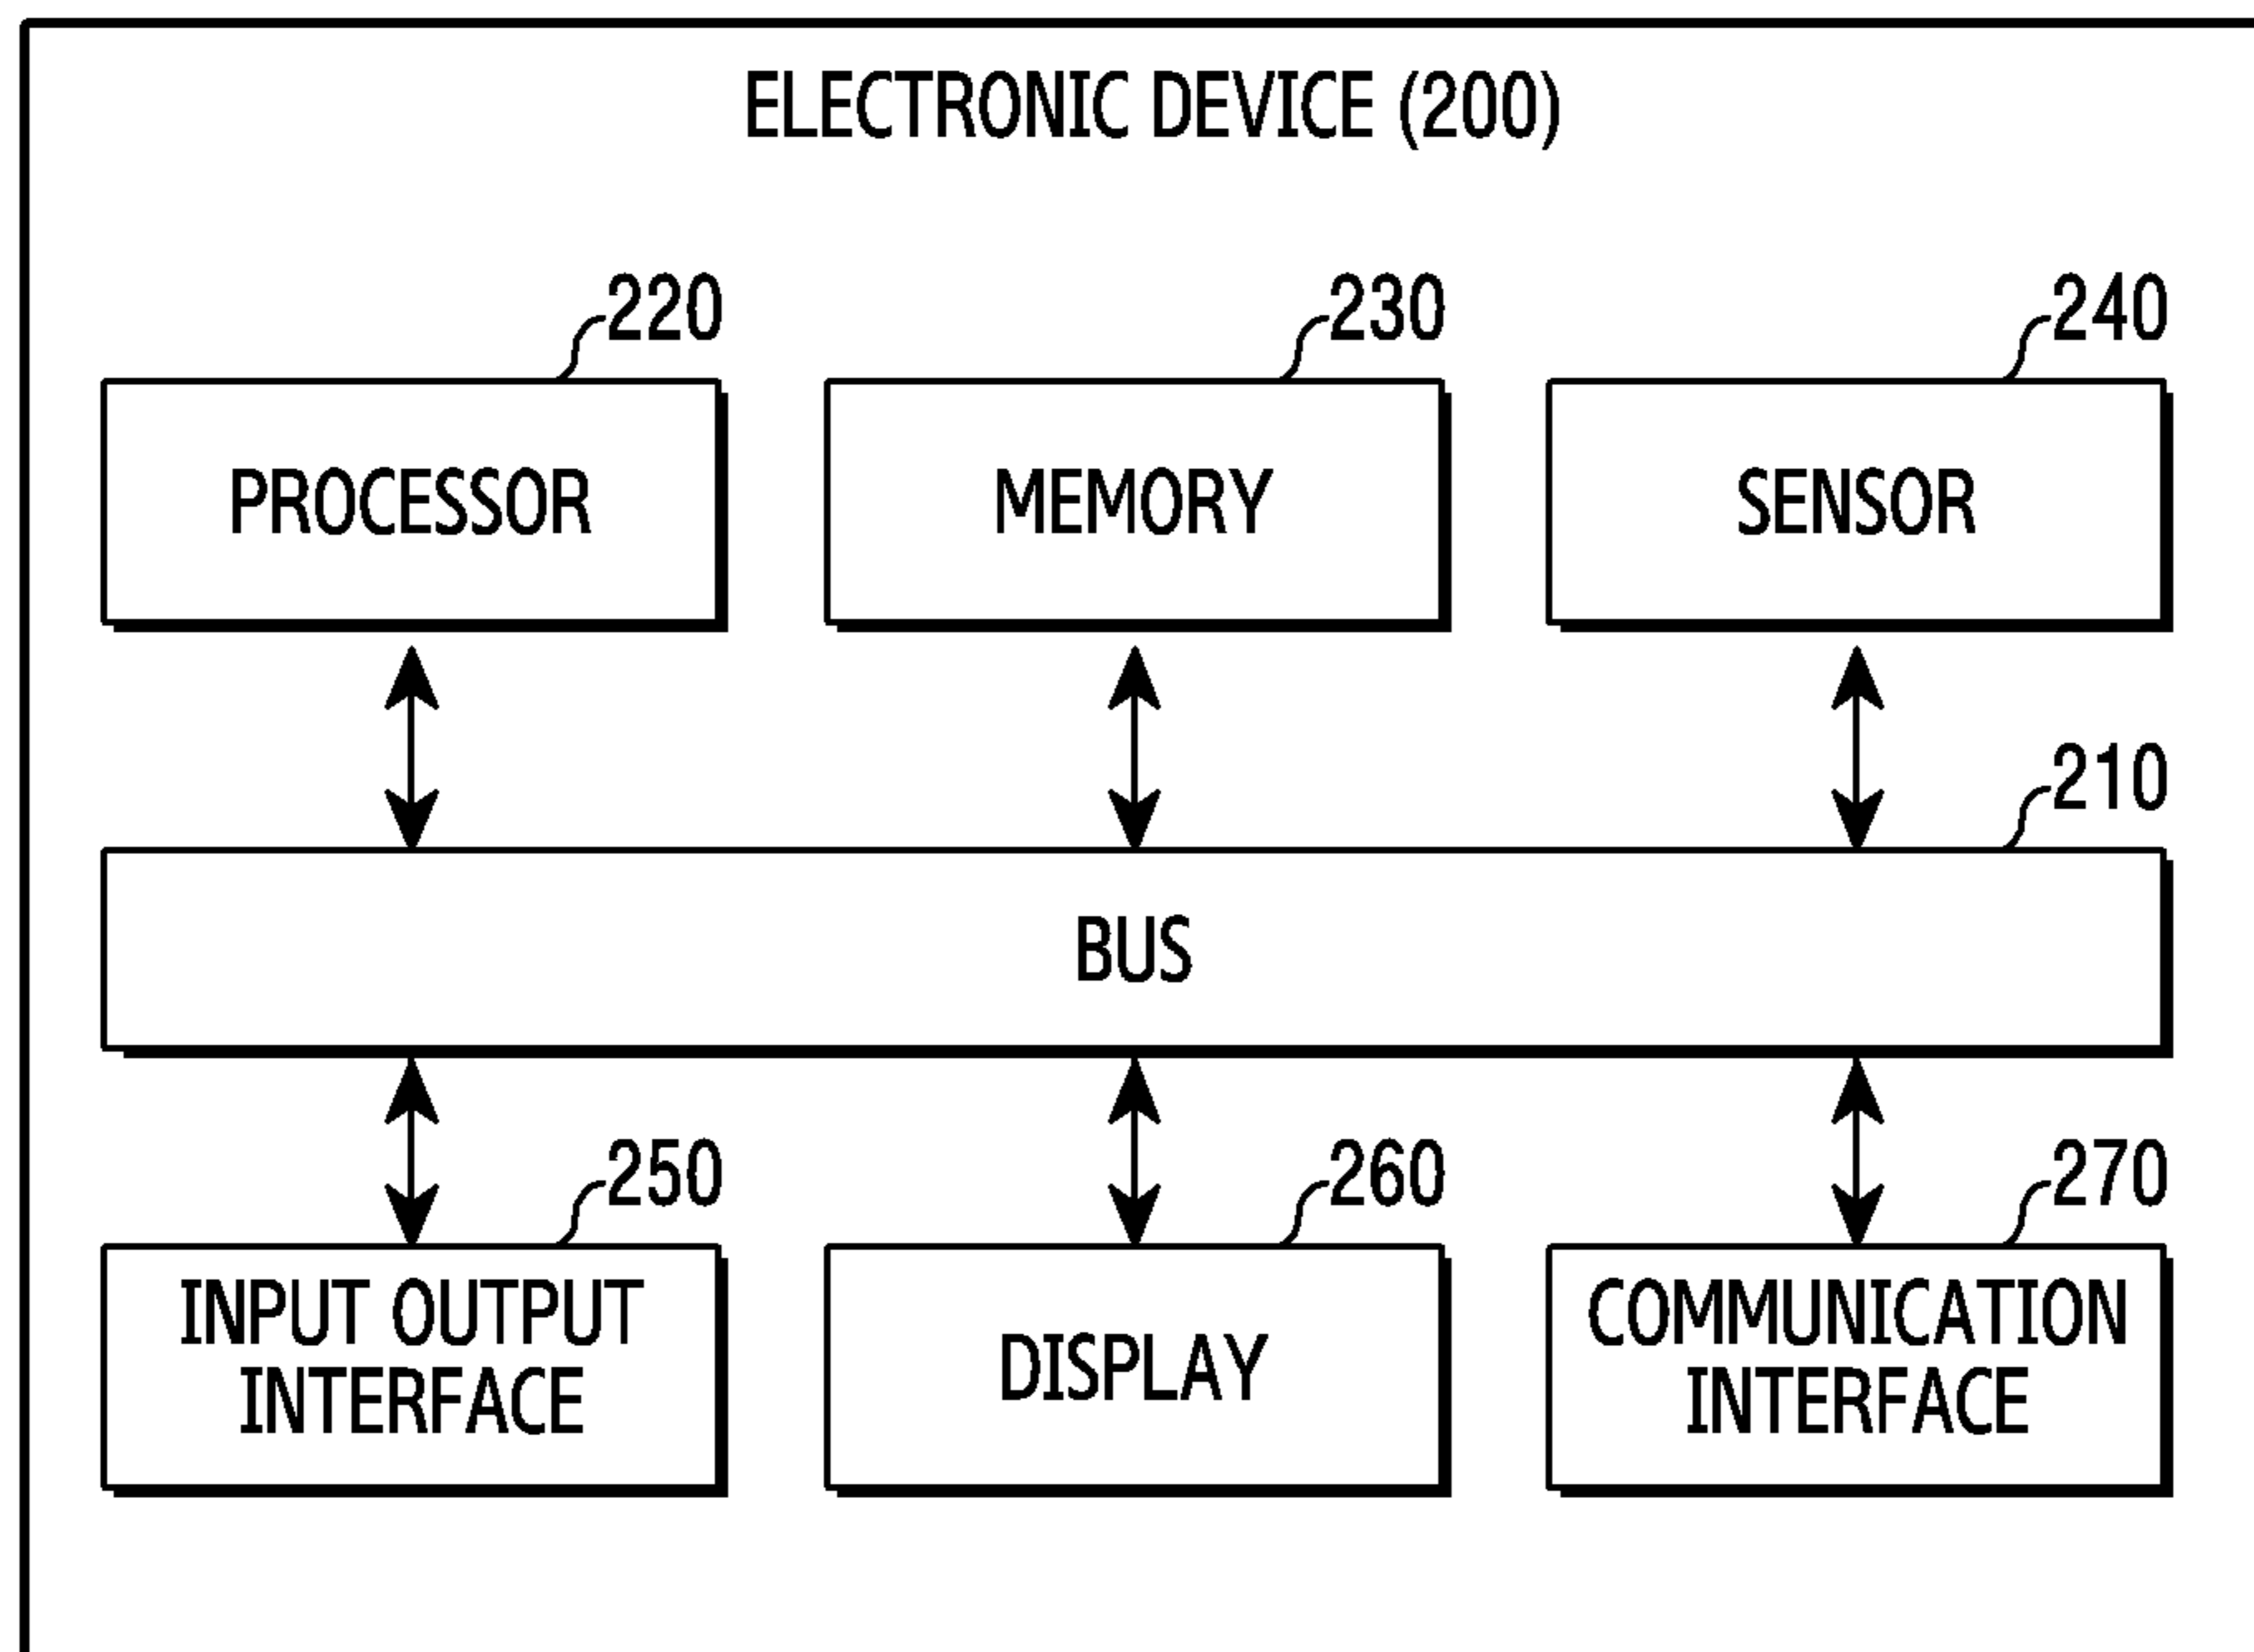 ELECTRONIC DEVICE (200)
220
230
240
PROCESSOR
MEMORY
SENSOR
210
BUS
250
260
270
INPUT OUTPUT
INTERFACE
DISPLAY
COMMUNICATION
INTERFACE